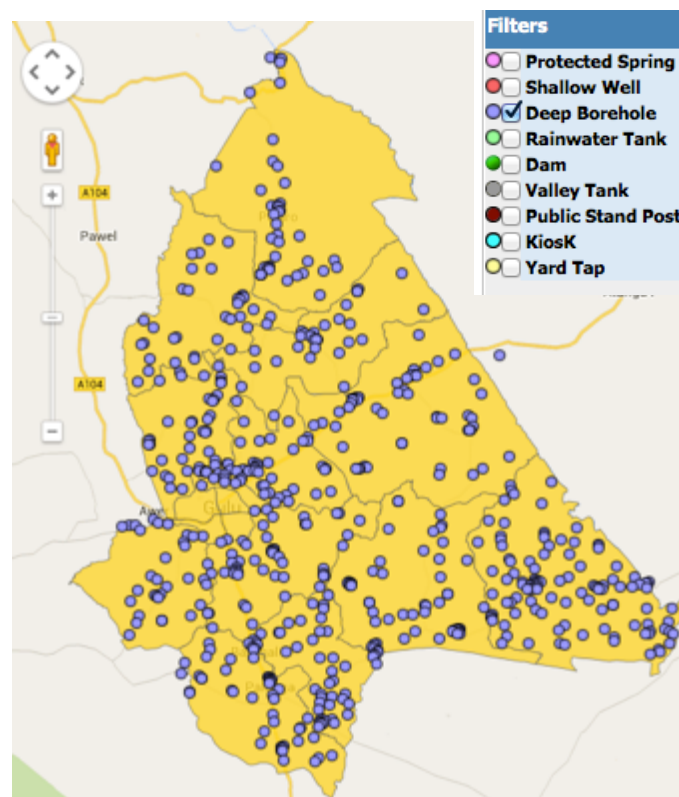 Filters
Protected Spring
Shallow Well
Deep Borehole
Rainwater Tank
Dam
Valley Tank
Public Stand Post
KiosK
Yard Tap
A104
Pawel
A104
Gulu